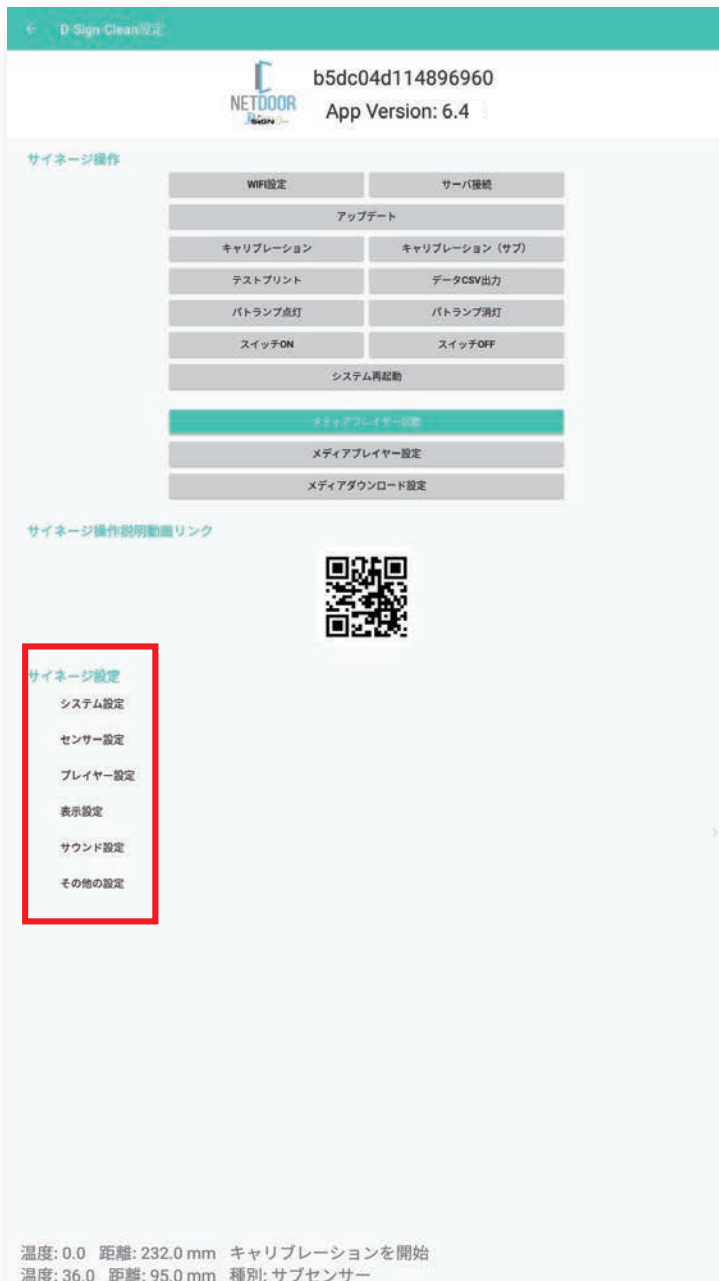 ← D-Sign-Clean設定
b5dc04d114896960
NETDOOR
App Version: 6.4
サイネージ操作
WIFI設定 サーバ接続
アップデート
キャリブレーション キャリブレーション（サブ）
テストプリント データCSV出力
パトランプ点灯 パトランプ消灯
スイッチON スイッチOFF
システム再起動
メディアプレイヤー起動
メディアプレイヤー設定
メディアダウンロード設定
サイネージ操作説明動画リンク
サイネージ設定
システム設定
センサー設定
プレイヤー設定
表示設定
サウンド設定
その他の設定
温度: 0.0 距離: 232.0 mm キャリブレーションを開始
温度: 36.0 距離: 95.0 mm 種別: サブセンサー